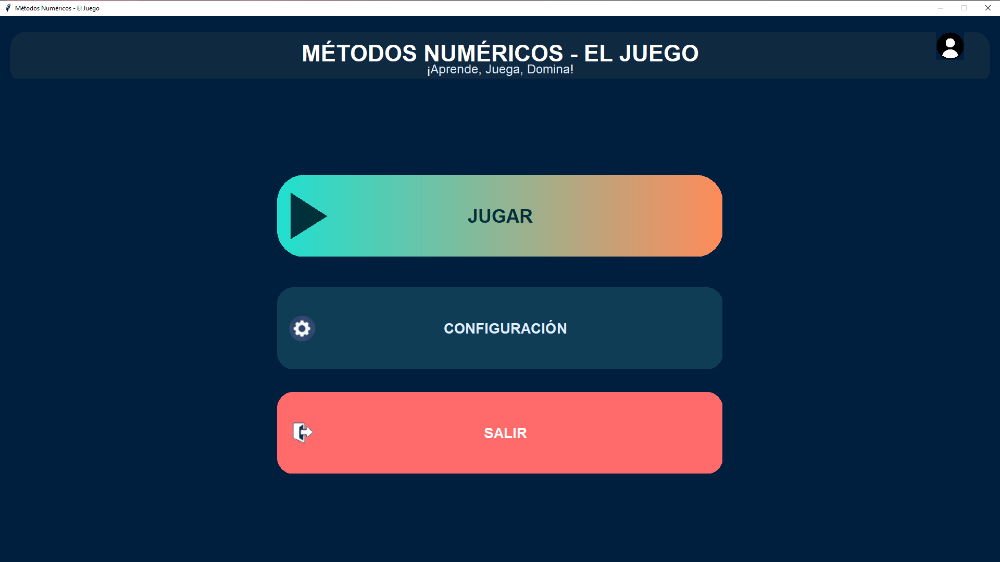 Métodos Numéricos - El Juego
MÉTODOS NUMÉRICOS - EL JUEGO
¡Aprende, Juega, Domina!
JUGAR
CONFIGURACIÓN
SALIR